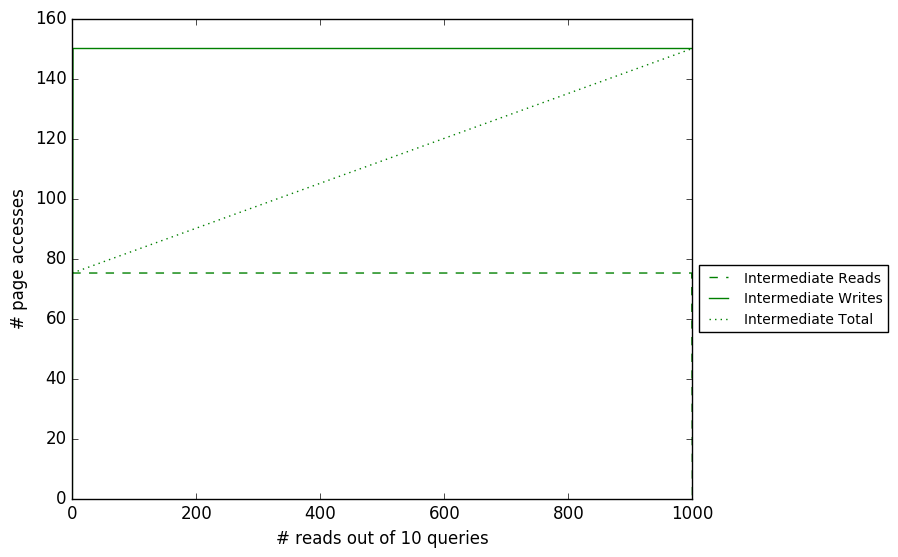 160
140
120
100
80
60
40
20
0
# page accesses
0 200 400 600 800 1000
# reads out of 10 queries
Intermediate Reads
Intermediate Writes
Intermediate Total